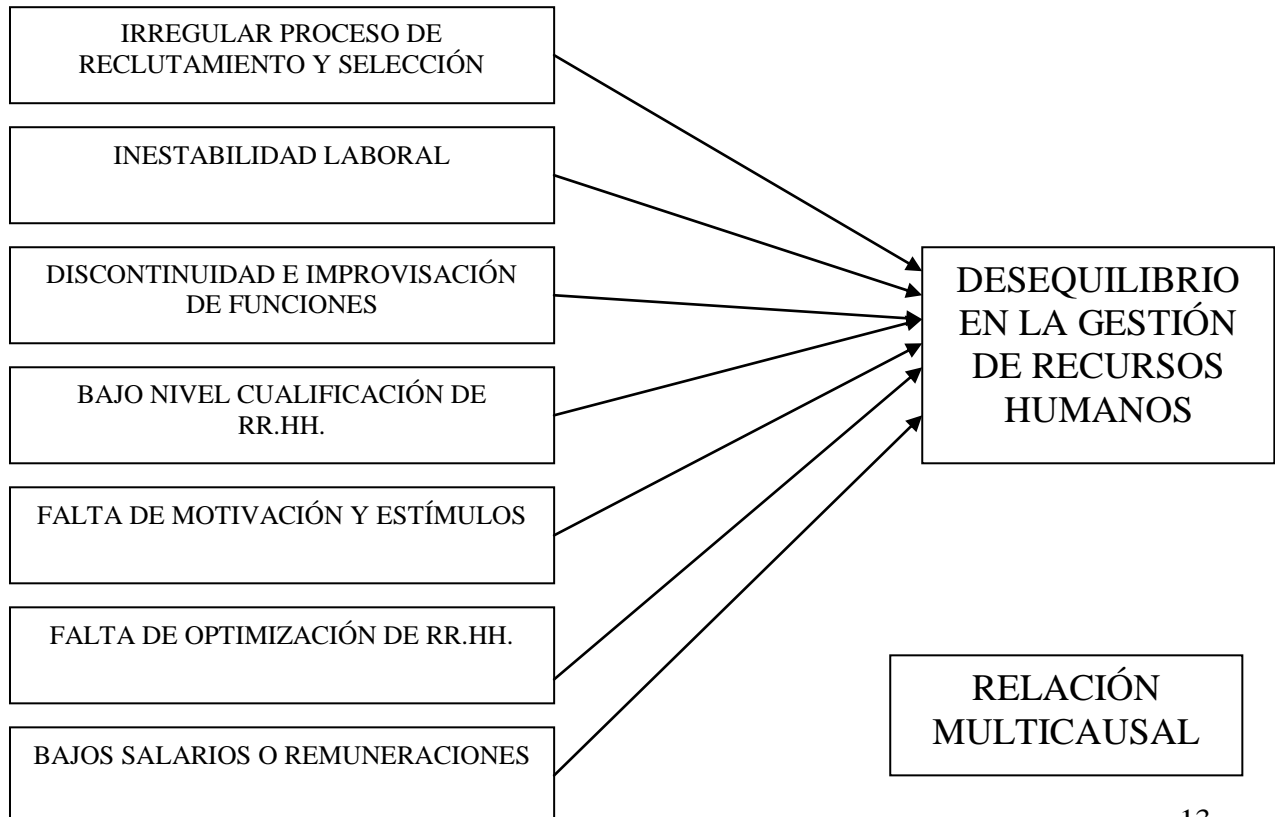 IRREGULAR PROCESO DE
RECLUTAMIENTO Y SELECCIÓN
INESTABILIDAD LABORAL
DISCONTINUIDAD E IMPROVISACIÓN
DE FUNCIONES
BAJO NIVEL CUALIFICACIÓN DE
RR.HH.
FALTA DE MOTIVACIÓN Y ESTÍMULOS
FALTA DE OPTIMIZACIÓN DE RR.HH.
BAJOS SALARIOS O REMUNERACIONES
DESEQUILIBRIO
EN LA GESTIÓN
DE RECURSOS
HUMANOS
RELACIÓN
MULTICAUSAL